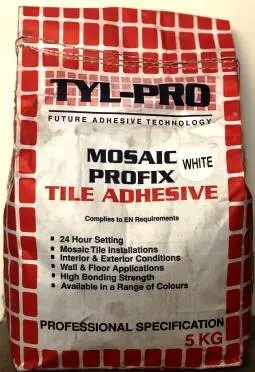 TYL-PRO
FUTURE ADHESIVE TECHNOLOGY
MOSAIC WHITE
PROFIX
TILE ADHESIVE
Complies to EN Requirements
▪ 24 Hour Setting
▪ Mosaic Tile Installations
▪ Interior & Exterior Conditions
▪ Wall & Floor Applications
▪ High Bonding Strength
▪ Available in a Range of Colours
PROFESSIONAL SPECIFICATION
5 KG